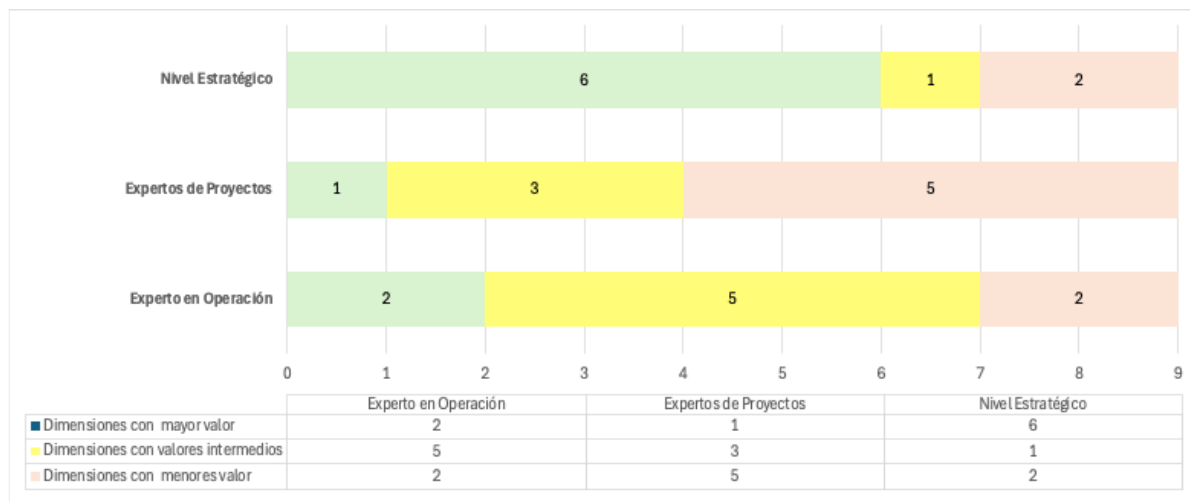 Nivel Estratégico
6 1 2
Expertos de Proyectos
1 3 5
Experto en Operación
2 5 2
0 1 2 3 4 5 6 7 8 9
Experto en Operación Expertos de Proyectos Nivel Estratégico
Dimensiones con mayor valor 2 1 6
Dimensiones con valores intermedios 5 3 1
Dimensiones con menores valor 2 5 2